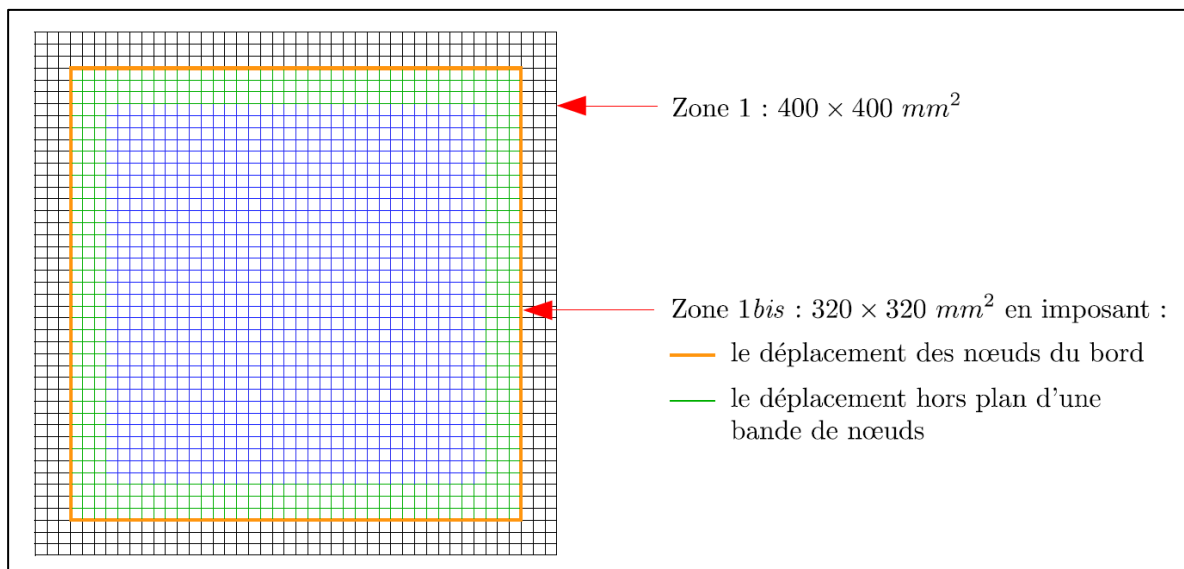 Zone 1 : 400 × 400 mm²
Zone 1bis : 320 × 320 mm² en imposant :
le déplacement des nœuds du bord
le déplacement hors plan d'une
bande de nœuds